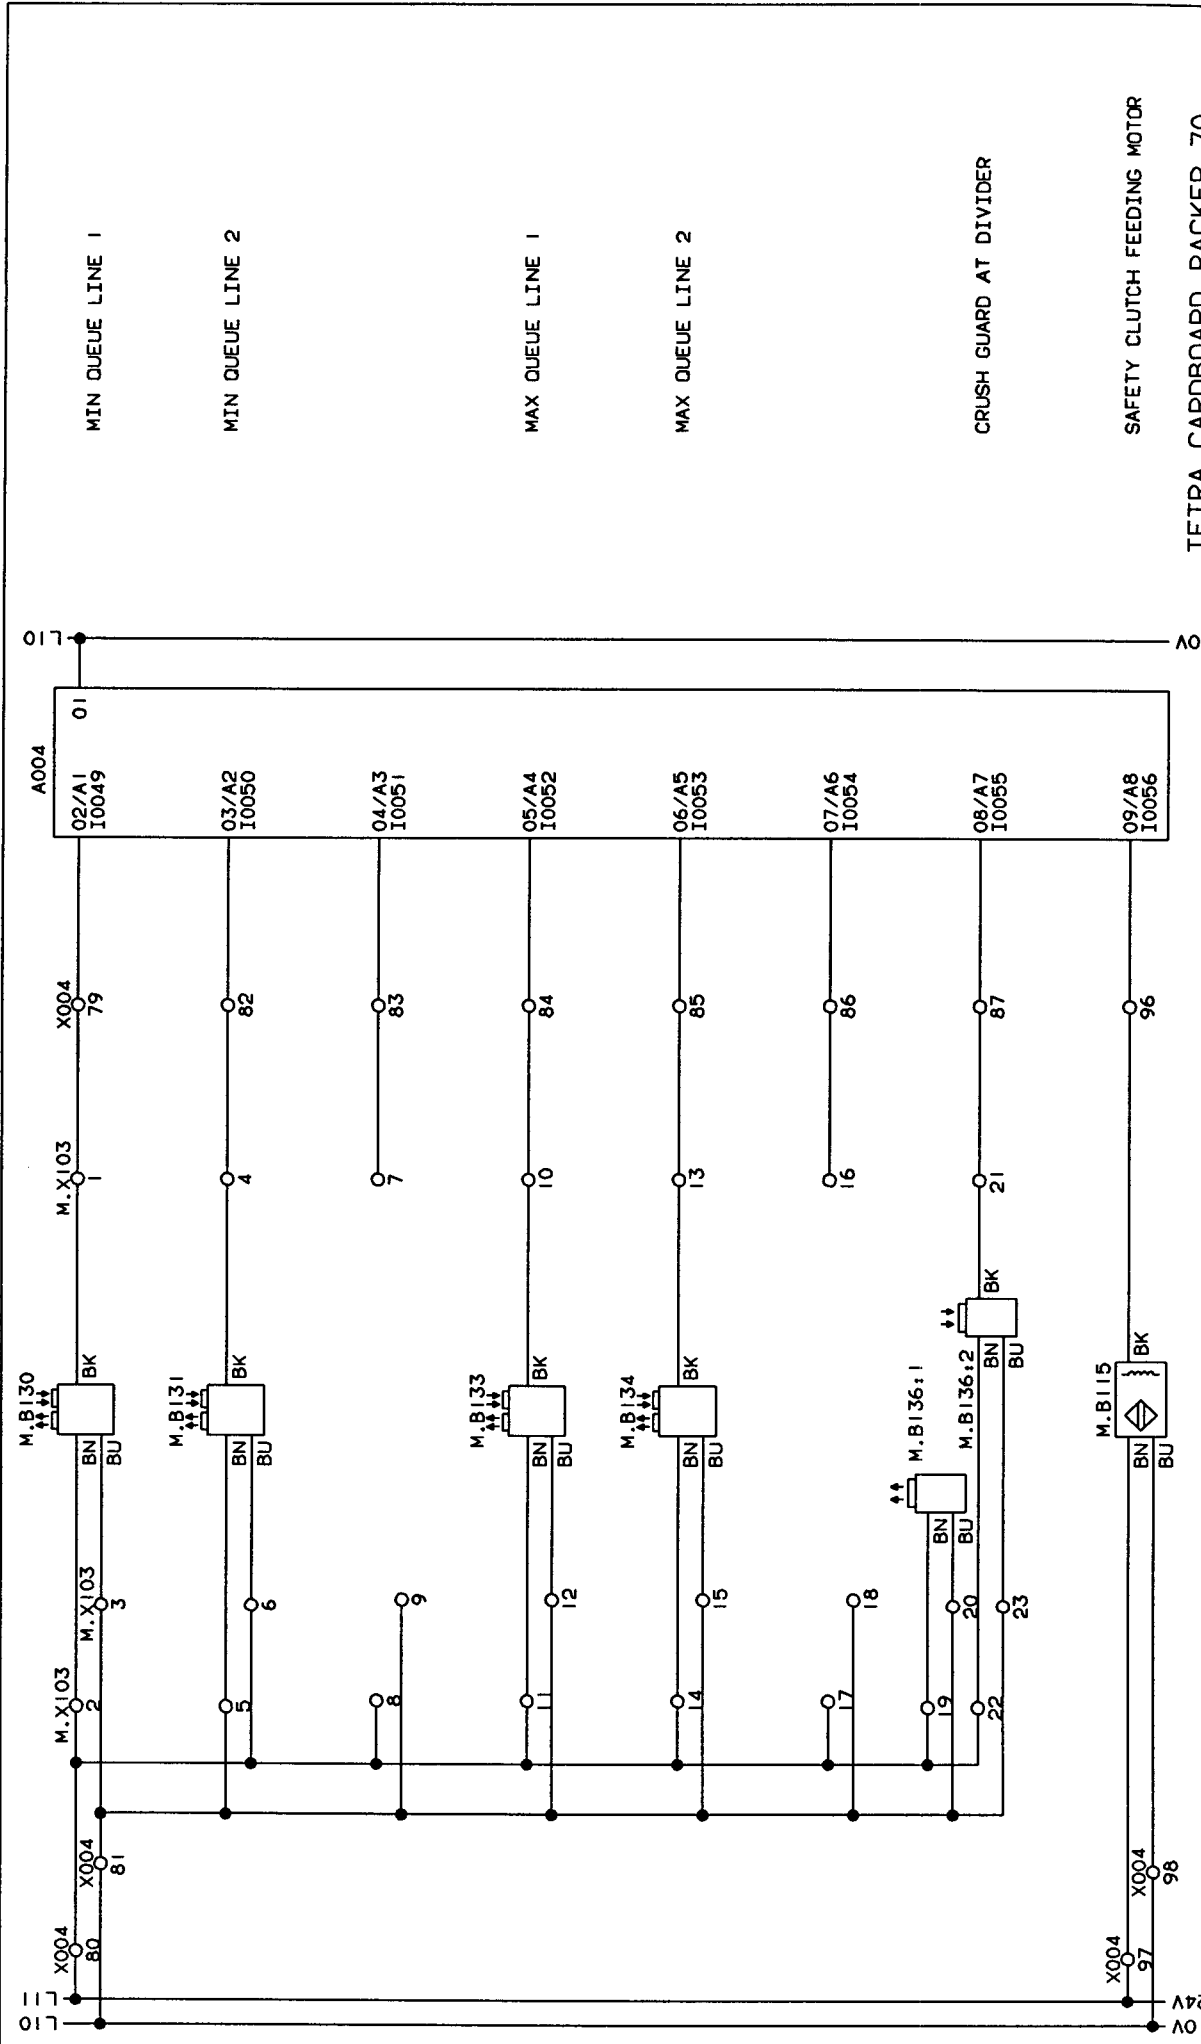 L11
L10
X004
80
X004
81
M.X103
2
M.X103
3
M.B130
BN
BU
BK
M.X103
1
X004
79
A004
02/A1
I0049
01
L10
MIN QUEUE LINE 1
5
6
M.B131
BN
BU
BK
4
82
03/A2
I0050
MIN QUEUE LINE 2
8
9
7
83
04/A3
I0051
11
12
M.B133
BN
BU
BK
10
84
05/A4
I0052
MAX QUEUE LINE 1
14
15
M.B134
BN
BU
BK
13
85
06/A5
I0053
MAX QUEUE LINE 2
17
18
16
86
07/A6
I0054
19
20
BN
BU
M.B136:1
22
23
M.B136:2
BN
BU
BK
21
87
08/A7
I0055
CRUSH GUARD AT DIVIDER
24V
0V
X004
97
X004
98
M.B115
BN
BU
BK
96
09/A8
I0056
0V
SAFETY CLUTCH FEEDING MOTOR
TETRA CARDBOARD PACKER 70